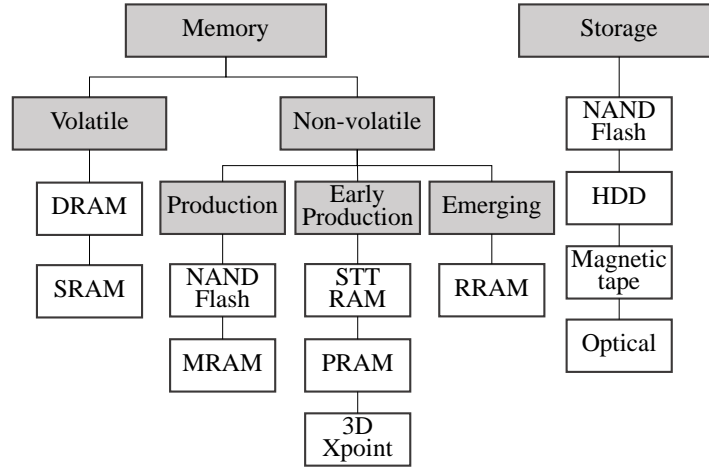 Memory
Storage
Volatile
Non-volatile
NAND
Flash
DRAM
Production
Early
Production
Emerging
HDD
SRAM
NAND
Flash
STT
RAM
RRAM
Magnetic
tape
MRAM
PRAM
Optical
3D
Xpoint